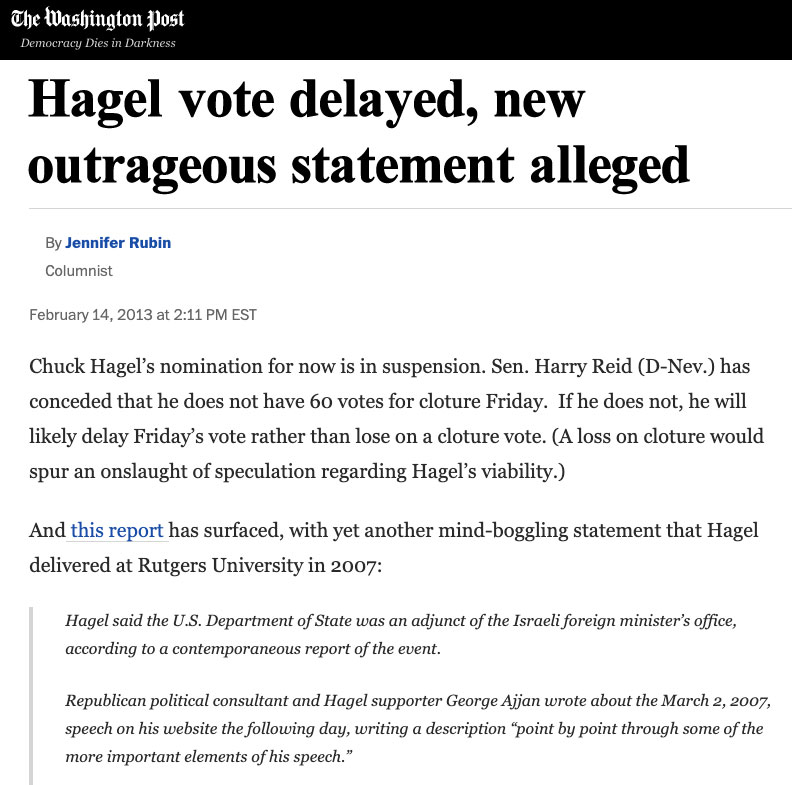 The Washington Post
Democracy Dies in Darkness
Hagel vote delayed, new
outrageous statement alleged
By Jennifer Rubin
Columnist
February 14, 2013 at 2:11 PM EST
Chuck Hagel’s nomination for now is in suspension. Sen. Harry Reid (D-Nev.) has
conceded that he does not have 60 votes for cloture Friday.  If he does not, he will
likely delay Friday’s vote rather than lose on a cloture vote. (A loss on cloture would
spur an onslaught of speculation regarding Hagel’s viability.)
And this report has surfaced, with yet another mind-boggling statement that Hagel
delivered at Rutgers University in 2007:
Hagel said the U.S. Department of State was an adjunct of the Israeli foreign minister’s office,
according to a contemporaneous report of the event.
Republican political consultant and Hagel supporter George Ajjan wrote about the March 2, 2007,
speech on his website the following day, writing a description “point by point through some of the
more important elements of his speech.”